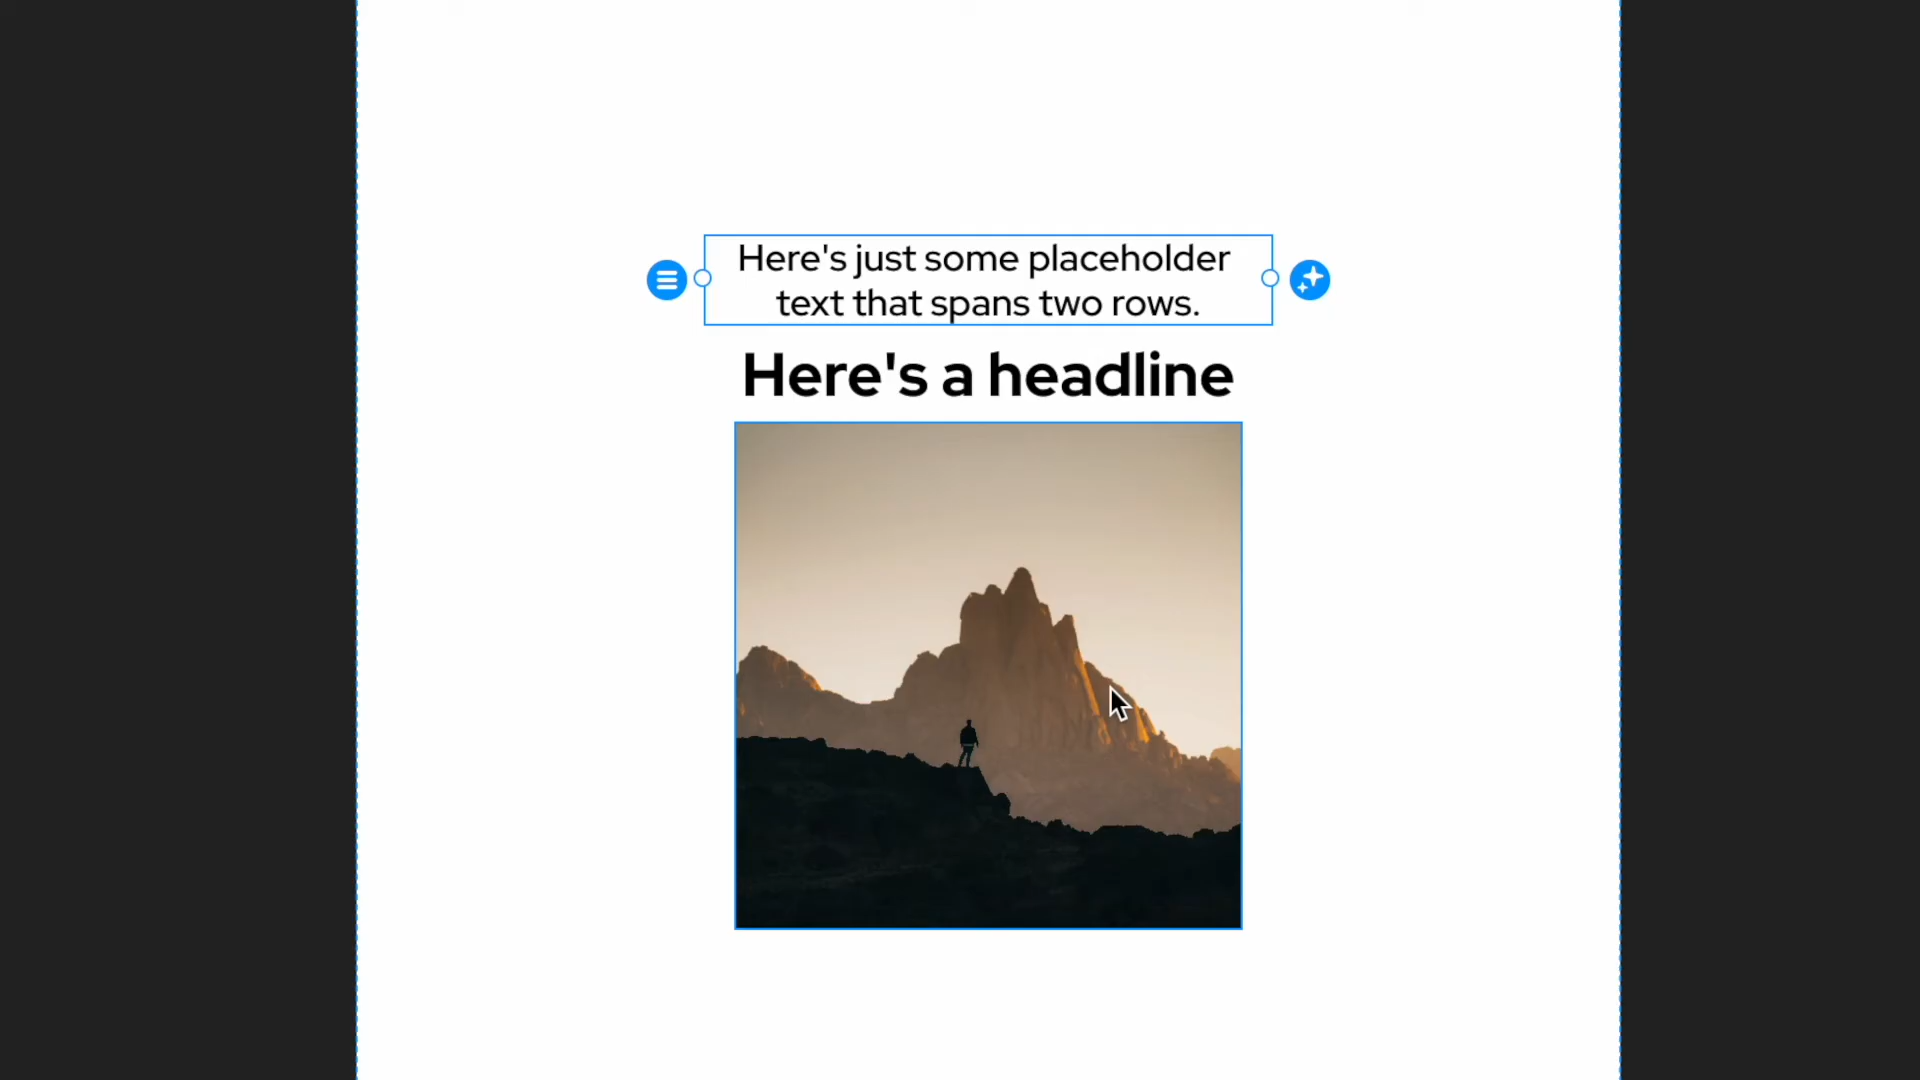 Here's just some placeholder
text that spans two rows.
Here's a headline